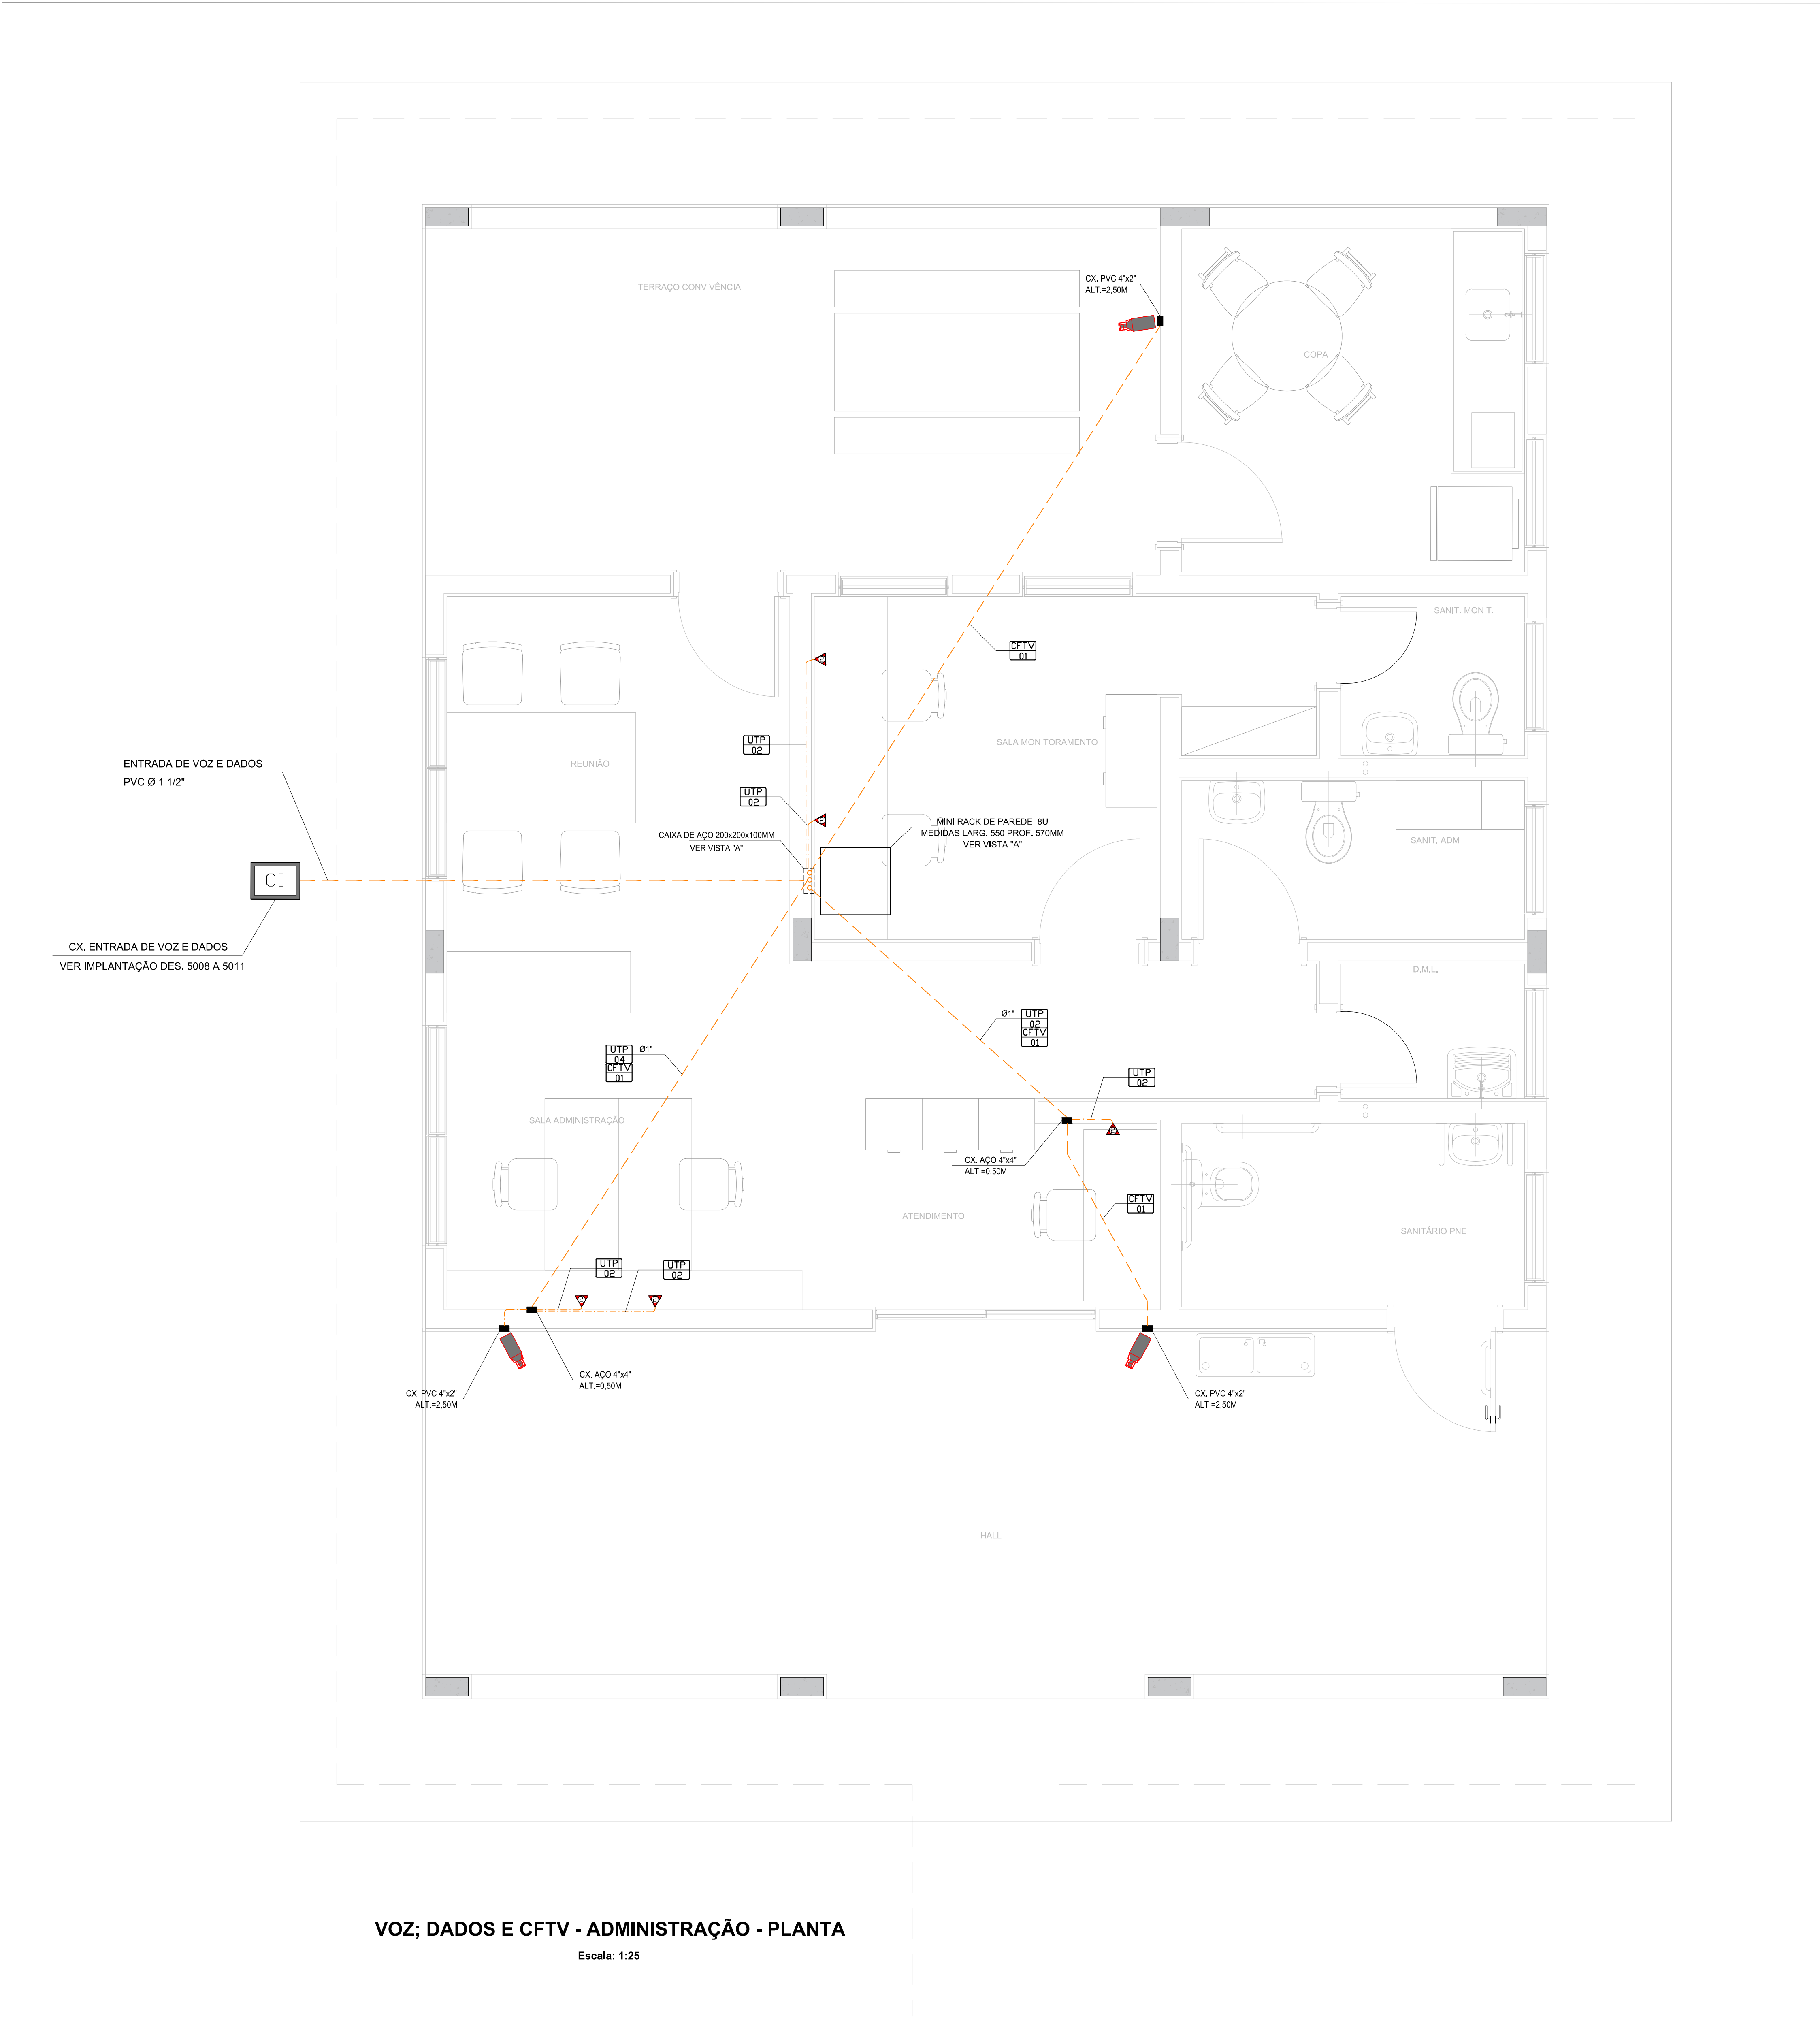 TERRAÇO CONVIVÊNCIA
CX. PVC 4"x2"
ALT.=2,50M
COPA
SANIT. MONIT.
CFTV
01
UTP
02
SALA MONITORAMENTO
REUNIÃO
ENTRADA DE VOZ E DADOS
PVC Ø 1 1/2"
UTP
02
CAIXA DE AÇO 200x200x100MM
VER VISTA "A"
MINI RACK DE PAREDE 8U
MEDIDAS LARG. 550 PROF. 570MM
VER VISTA "A"
SANIT. ADM
CI
CX. ENTRADA DE VOZ E DADOS
VER IMPLANTAÇÃO DES. 5008 A 5011
D.M.L.
Ø1"
UTP
02
CFTV
01
UTP
04
CFTV
01
Ø1"
UTP
02
SALA ADMINISTRAÇÃO
2
2
2
CX. AÇO 4"x4"
ALT.=0,50M
CFTV
01
ATENDIMENTO
SANITÁRIO PNE
UTP
02
UTP
02
2
2
CX. AÇO 4"x4"
ALT.=0,50M
CX. PVC 4"x2"
ALT.=2,50M
CX. PVC 4"x2"
ALT.=2,50M
HALL
VOZ; DADOS E CFTV - ADMINISTRAÇÃO - PLANTA
Escala: 1:25